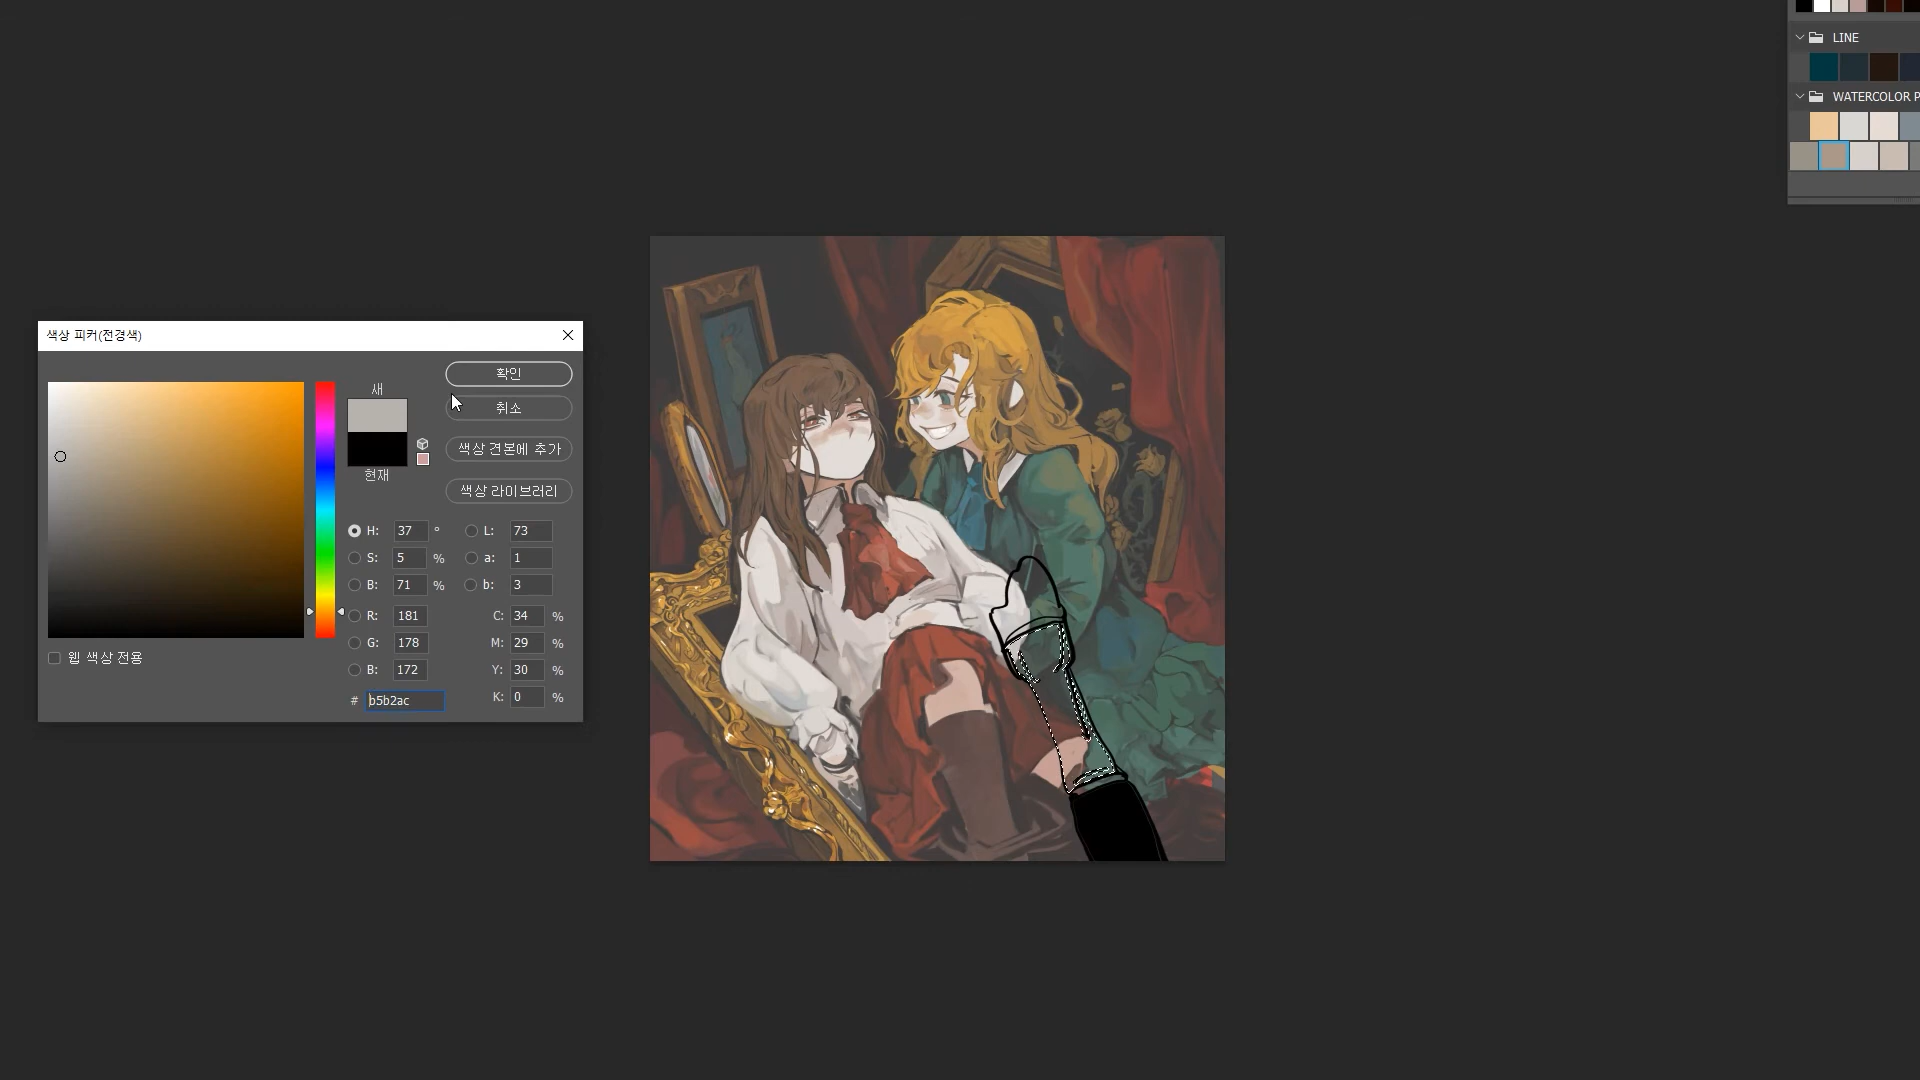 LINE
WATERCOLOR P
색상 피커(전경색)
확인
새
취소
색상 견본에 추가
현재
색상 라이브러리
H: 37 ° L: 73
S: 5 % a: 1
B: 71 % b: 3
R: 181 C: 34 %
G: 178 M: 29 %
B: 172 Y: 30 %
웹 색상 전용
# b5b2ac K: 0 %